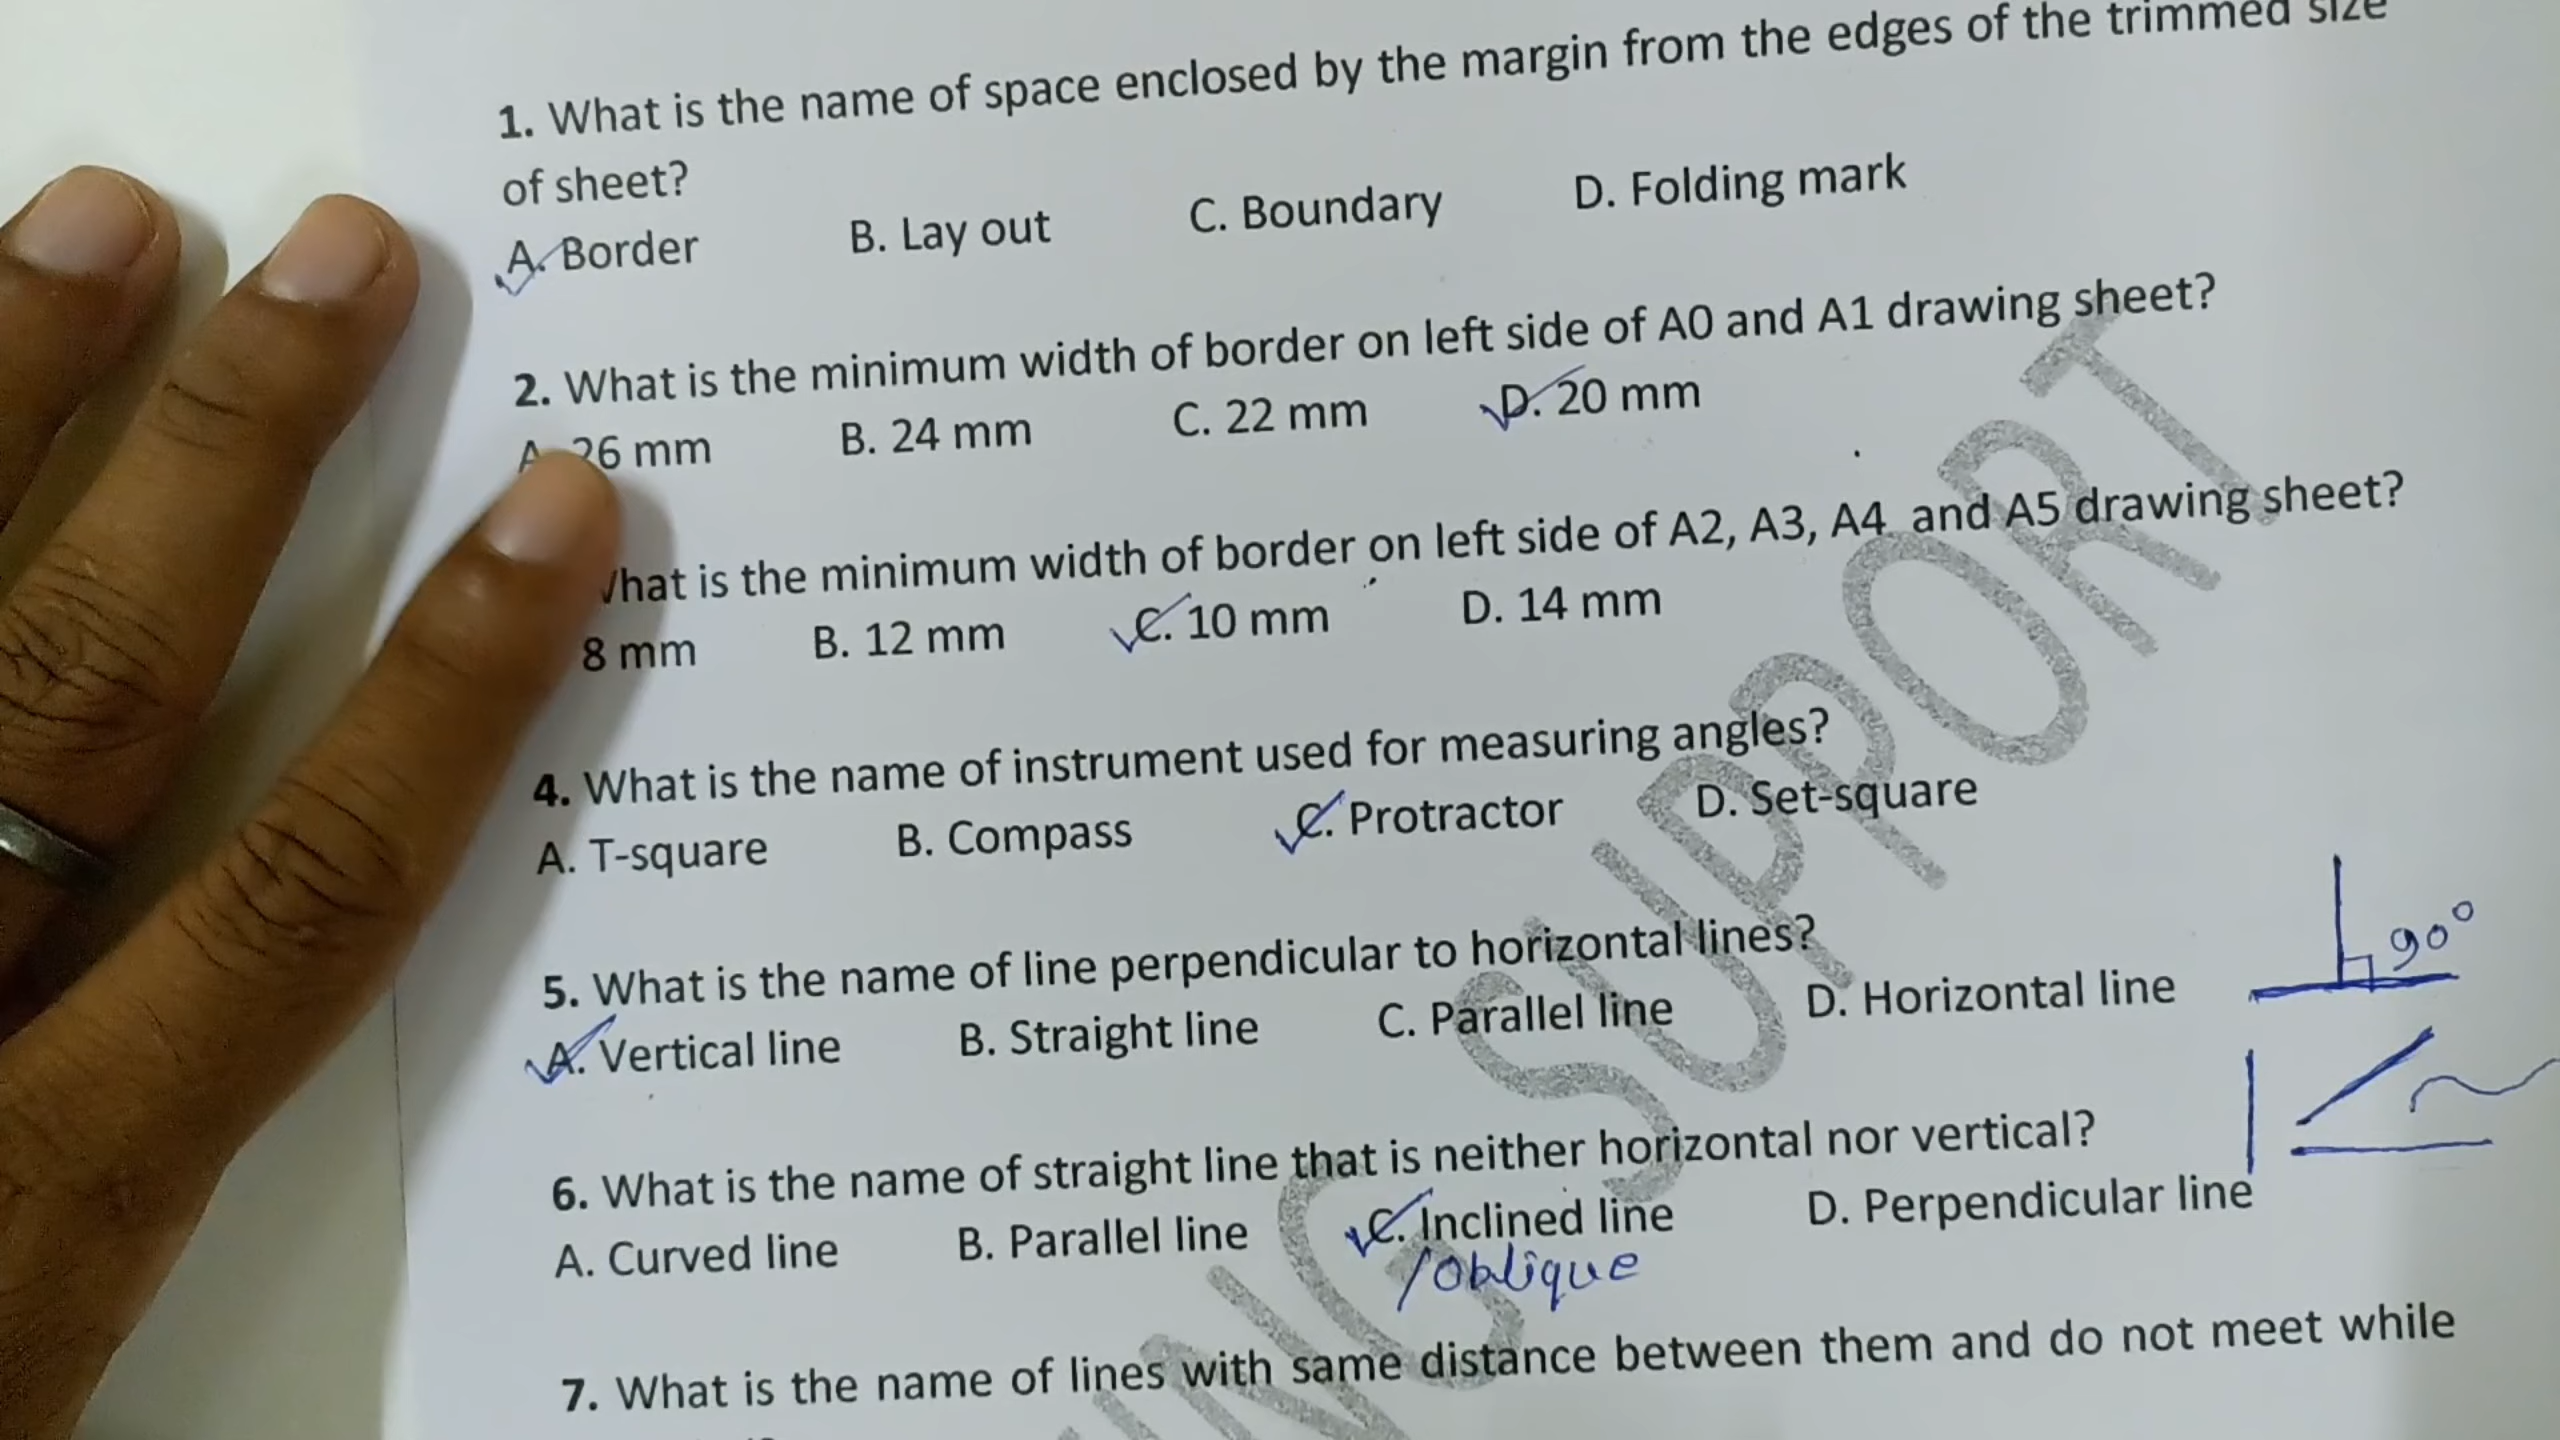 1. What is the name of space enclosed by the margin from the edges of the trimmed size
of sheet?
A. Border B. Lay out C. Boundary D. Folding mark
2. What is the minimum width of border on left side of A0 and A1 drawing sheet?
A. 26 mm B. 24 mm C. 22 mm D. 20 mm
is the minimum width of border on left side of A2, A3, A4 and A5 drawing sheet?
8 mm B. 12 mm C. 10 mm D. 14 mm
4. What is the name of instrument used for measuring angles?
A. T-square B. Compass C. Protractor D. Set-square
5. What is the name of line perpendicular to horizontal lines?
90°
A. Vertical line B. Straight line C. Parallel line D. Horizontal line
6. What is the name of straight line that is neither horizontal nor vertical?
A. Curved line B. Parallel line C. Inclined line D. Perpendicular line
/oblique
7. What is the name of lines with same distance between them and do not meet while
SUPPORT